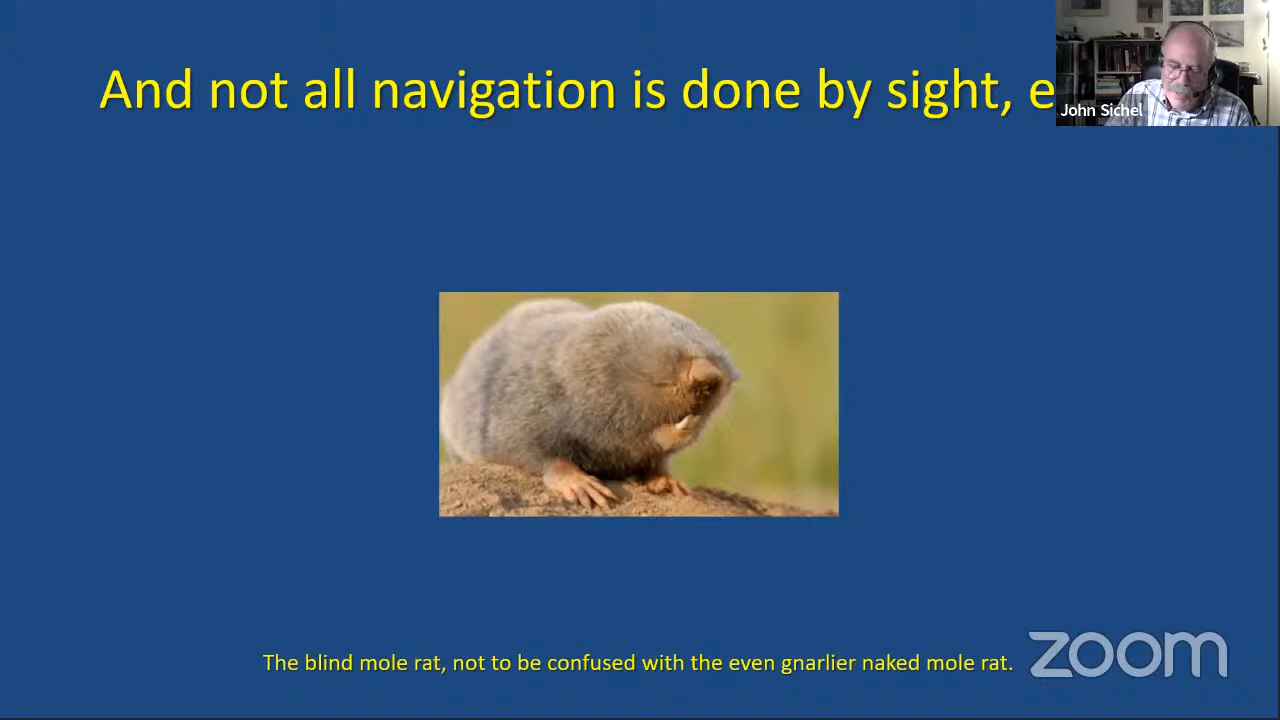 And not all navigation is done by sight, e
John Sichel
The blind mole rat, not to be confused with the even gnarlier naked mole rat.
zoom